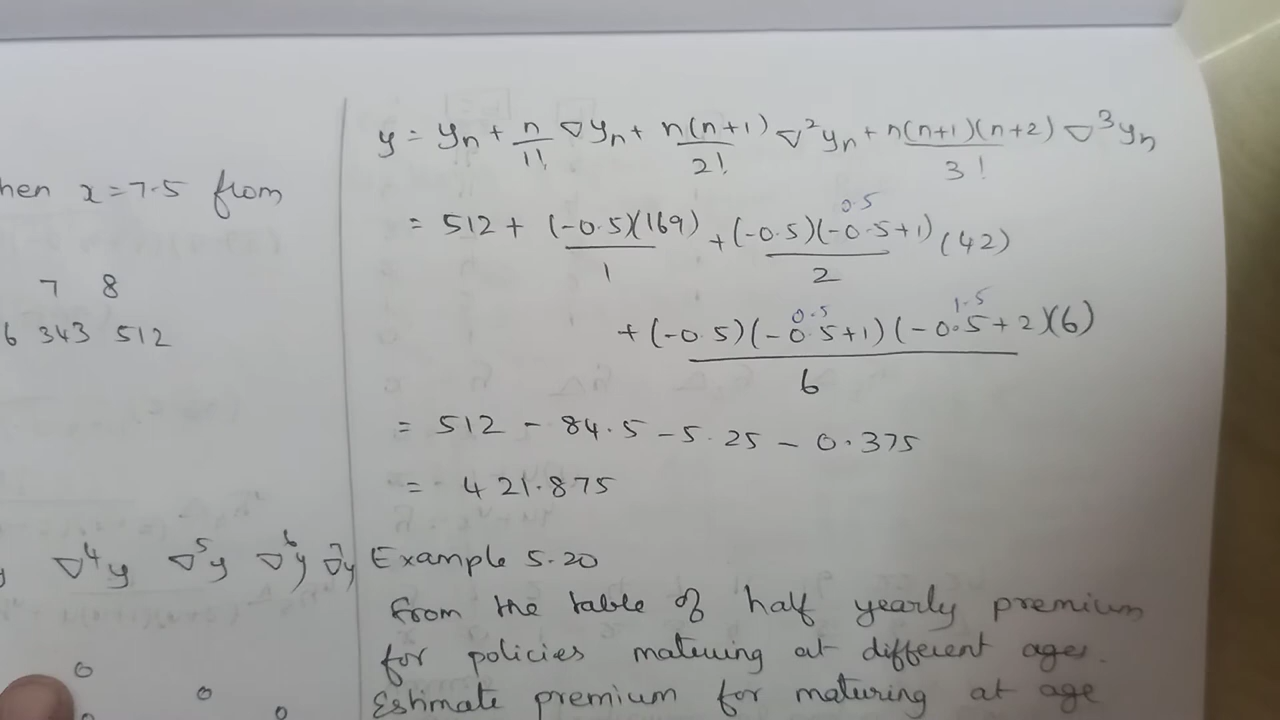 hen x = 7.5 from
7 8
6 343 512
∇⁴y ∇⁵y ∇⁶y ∇⁷y
0
0
0
y = yₙ + n/1! ∇yₙ + n(n+1)/2! ∇²yₙ + n(n+1)(n+2)/3! ∇³yₙ
0.5
= 512 + (-0.5)(169)/1 + (-0.5)(-0.5+1)/2 (42)
0.5 1.5
+ (-0.5)(-0.5+1)(-0.5+2)(6)/6
= 512 - 84.5 - 5.25 - 0.375
= 421.875
Example 5.20
From the table of half yearly premium
for policies maturing at different ages.
Estimate premium for maturing at age